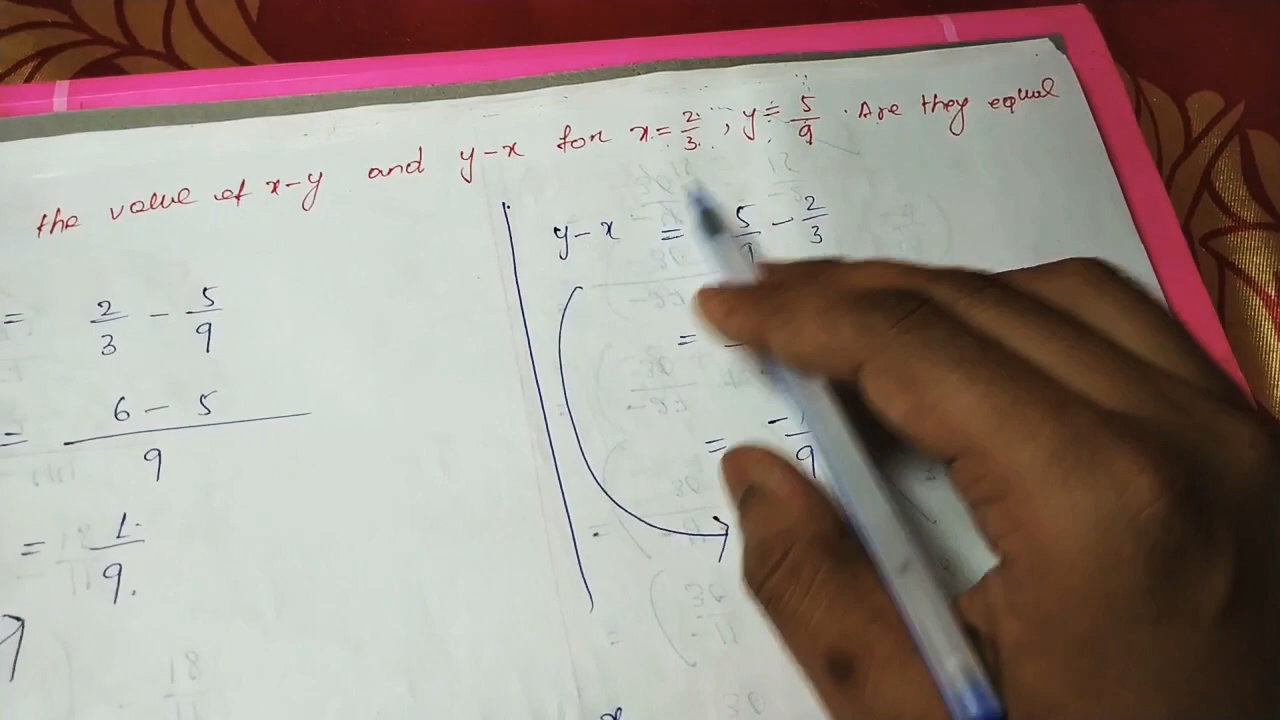 the value of x-y and y-x for x = 2/3, y = 5/9. Are they equal
= 2/3 - 5/9
= 6 - 5 / 9
= 1/9.
y-x = 5/9 - 2/3
=
= -1/9
x